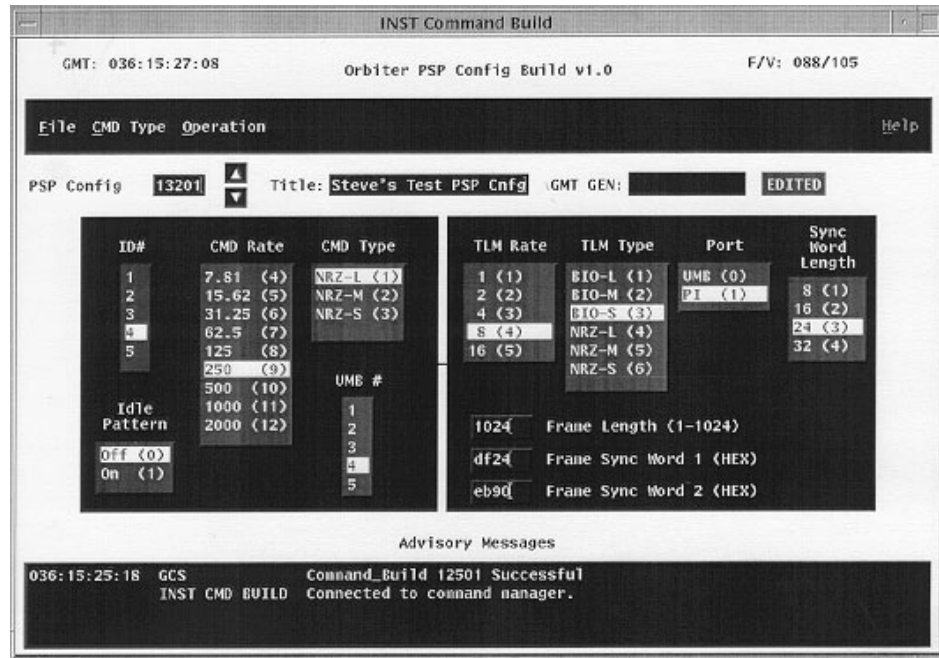 INST Command Build
GMT: 036:15:27:08 Orbiter PSP Config Build v1.0 F/V: 088/105
File CMD Type Operation Help
PSP Config 13201 Title: Steve's Test PSP Cnfg GMT GEN: EDITED
ID#
1
2
3
4
5
Idle
Pattern
Off (0)
On (1)
CMD Rate
7.81 (4)
15.62 (5)
31.25 (6)
62.5 (7)
125 (8)
250 (9)
500 (10)
1000 (11)
2000 (12)
CMD Type
NRZ-L (1)
NRZ-M (2)
NRZ-S (3)
UMB #
1
2
3
4
5
TLM Rate
1 (1)
2 (2)
4 (3)
8 (4)
16 (5)
TLM Type
BIO-L (1)
BIO-M (2)
BIO-S (3)
NRZ-L (4)
NRZ-M (5)
NRZ-S (6)
Port
UMB (0)
PI (1)
Sync
Word
Length
8 (1)
16 (2)
24 (3)
32 (4)
1024 Frame Length (1-1024)
df24 Frame Sync Word 1 (HEX)
eb90 Frame Sync Word 2 (HEX)
Advisory Messages
036:15:25:18 GCS Command_Build 12501 Successful
INST CMD BUILD Connected to command manager.